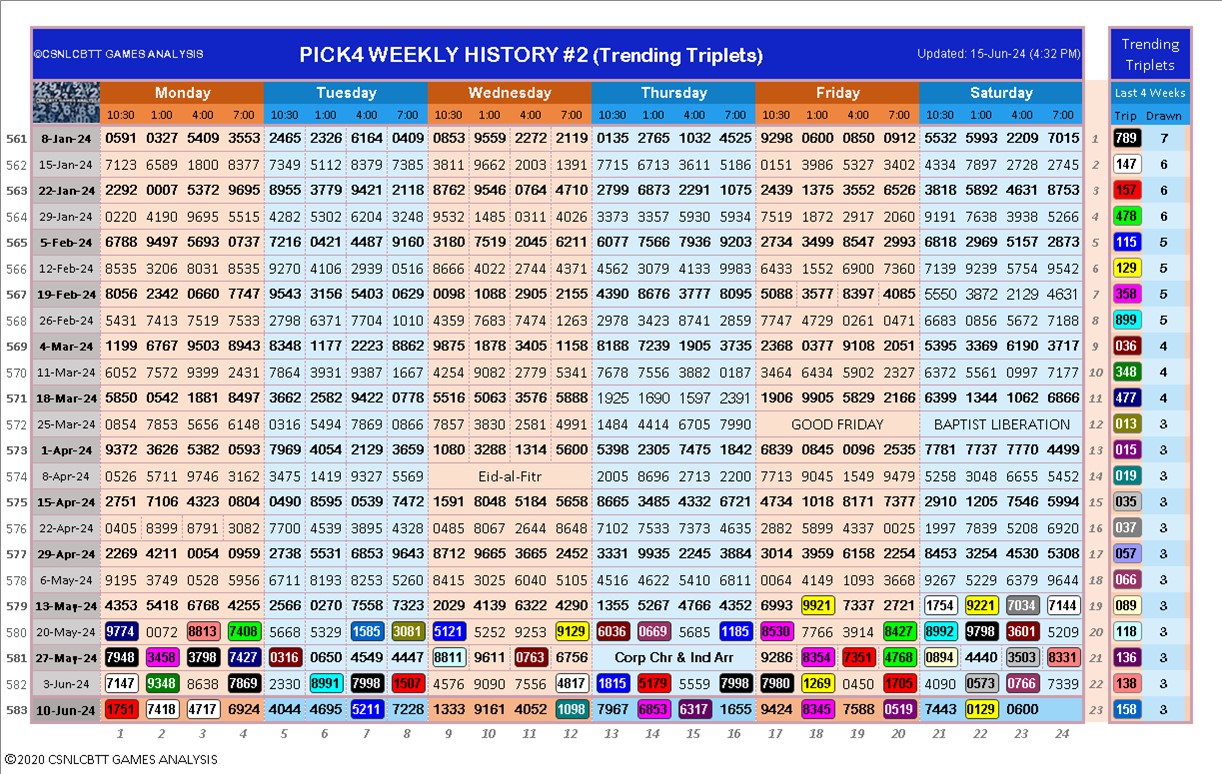 ©CSNLCBTT GAMES ANALYSIS PICK4 WEEKLY HISTORY #2 (Trending Triplets) Updated: 15-Jun-24 (4:32 PM) Trending Triplets
Monday Tuesday Wednesday Thursday Friday Saturday Last 4 Weeks
10:30 1:00 4:00 7:00 10:30 1:00 4:00 7:00 10:30 1:00 4:00 7:00 10:30 1:00 4:00 7:00 10:30 1:00 4:00 7:00 10:30 1:00 4:00 7:00 Trip Drawn
561 8-Jan-24 0591 0327 5409 3553 2465 2326 6164 0409 0853 9559 2272 2119 0135 2765 1032 4525 9298 0600 0850 0912 5532 5993 2209 7015 1 789 7
562 15-Jan-24 7123 6589 1800 8377 7349 5112 8379 7385 9811 9662 2003 1391 7715 6713 2611 5186 0151 3986 5327 3402 4334 7897 2728 2745 2 147 6
563 22-Jan-24 2292 0007 5372 9695 8955 3779 9421 2118 8762 9546 0764 4710 2799 6873 2291 1075 2439 1375 3552 6526 3818 5892 4631 8753 3 157 6
564 29-Jan-24 0220 4190 9695 5515 4282 5302 6204 3248 9532 1485 0311 4026 3373 3357 5930 5934 7519 1872 2917 2060 9191 7638 3938 5266 4 478 6
565 5-Feb-24 6788 9497 5693 0737 7216 0421 4487 9160 3180 7519 2045 6211 6077 7566 7936 9203 2734 3499 8547 2993 6818 2969 5157 2873 5 115 5
566 12-Feb-24 8535 3206 8031 8535 9270 4106 2939 0516 8666 4022 2744 4371 4562 3079 4133 9983 6433 1552 6900 7360 7139 9239 5754 9542 6 129 5
567 19-Feb-24 8056 2342 0660 7747 9543 3156 5403 0629 0098 1088 2905 2155 4390 8676 3777 8095 5088 3577 8397 4085 5550 3872 2129 4631 7 358 5
568 26-Feb-24 5431 7413 7519 7533 2798 6371 7704 1010 4359 7683 7474 1263 2978 3423 8741 2859 7747 4729 0261 0471 6683 0856 5672 7188 8 899 5
569 4-Mar-24 1199 6767 9503 8943 8348 1177 2223 8862 9875 1878 3405 1158 8188 7239 1905 3735 2368 0377 9108 2051 5395 3369 6190 3717 9 036 4
570 11-Mar-24 6052 7572 9399 2431 7864 3931 9387 1667 4254 9082 2779 5341 7678 7556 3882 0187 3464 6434 5902 2327 6372 5561 0997 7177 10 348 4
571 18-Mar-24 5850 0542 1881 8497 3662 2582 9422 0778 5516 5063 3576 5888 1925 1690 1597 2391 1906 9905 5829 2166 6399 1344 1062 6866 11 477 4
572 25-Mar-24 0854 7853 5656 6148 0316 5494 7869 0866 7857 3830 2581 4991 1484 4414 6705 7990 GOOD FRIDAY BAPTIST LIBERATION 12 013 3
573 1-Apr-24 9372 3626 5382 0593 7969 4054 2129 3659 1080 3288 1314 5600 5398 2305 7475 1842 6839 0845 0096 2535 7781 7737 7770 4499 13 015 3
574 8-Apr-24 0526 5711 9746 3162 3475 1419 9327 5569 Eid-al-Fitr 2005 8696 2713 2200 7713 9045 1549 9479 5258 3048 6655 5452 14 019 3
575 15-Apr-24 2751 7106 4323 0804 0490 8595 0539 7472 1591 8048 5184 5658 8665 3485 4332 6721 4734 1018 8171 7377 2910 1205 7546 5994 15 035 3
576 22-Apr-24 0405 8399 8791 3082 7700 4539 3895 4328 0485 8067 2644 8648 7102 7533 7373 4635 2882 5899 4337 0025 1997 7839 5208 6920 16 037 3
577 29-Apr-24 2269 4211 0054 0959 2738 5531 6853 9643 8712 9665 3665 2452 3331 9935 2245 3884 3014 3959 6158 2254 8453 3254 4530 5308 17 057 3
578 6-May-24 9195 3749 0528 5956 6711 8193 8253 5260 8415 3025 6040 5105 4516 4622 5410 6811 0064 4149 1093 3668 9267 5229 6379 9644 18 066 3
579 13-May-24 4353 5418 6768 4255 2566 0270 7558 7323 2029 4139 6322 4290 1355 5267 4766 4352 6993 9921 7337 2721 1754 9221 7034 7144 19 089 3
580 20-May-24 9774 0072 8813 7408 5668 5329 1585 3081 5121 5252 9253 9129 6036 0669 5685 1185 8530 7766 3914 8427 8992 9798 3601 5209 20 118 3
581 27-May-24 7948 3458 3798 7427 0316 0650 4549 4447 8811 9611 0763 6756 Corp Chr & Ind Arr 9286 8354 7351 4768 0894 4440 3503 8331 21 136 3
582 3-Jun-24 7147 9348 8638 7869 2330 8991 7998 1507 4576 9090 7556 4817 1815 5179 5559 7998 7980 1269 0450 1705 4090 0573 0766 7339 22 138 3
583 10-Jun-24 1751 7418 4717 6924 4044 4695 5211 7228 1333 9161 4052 1098 7967 6853 6317 1655 9424 8345 7588 0519 7443 0129 0600 23 158 3
1 2 3 4 5 6 7 8 9 10 11 12 13 14 15 16 17 18 19 20 21 22 23 24
©2020 CSNLCBTT GAMES ANALYSIS